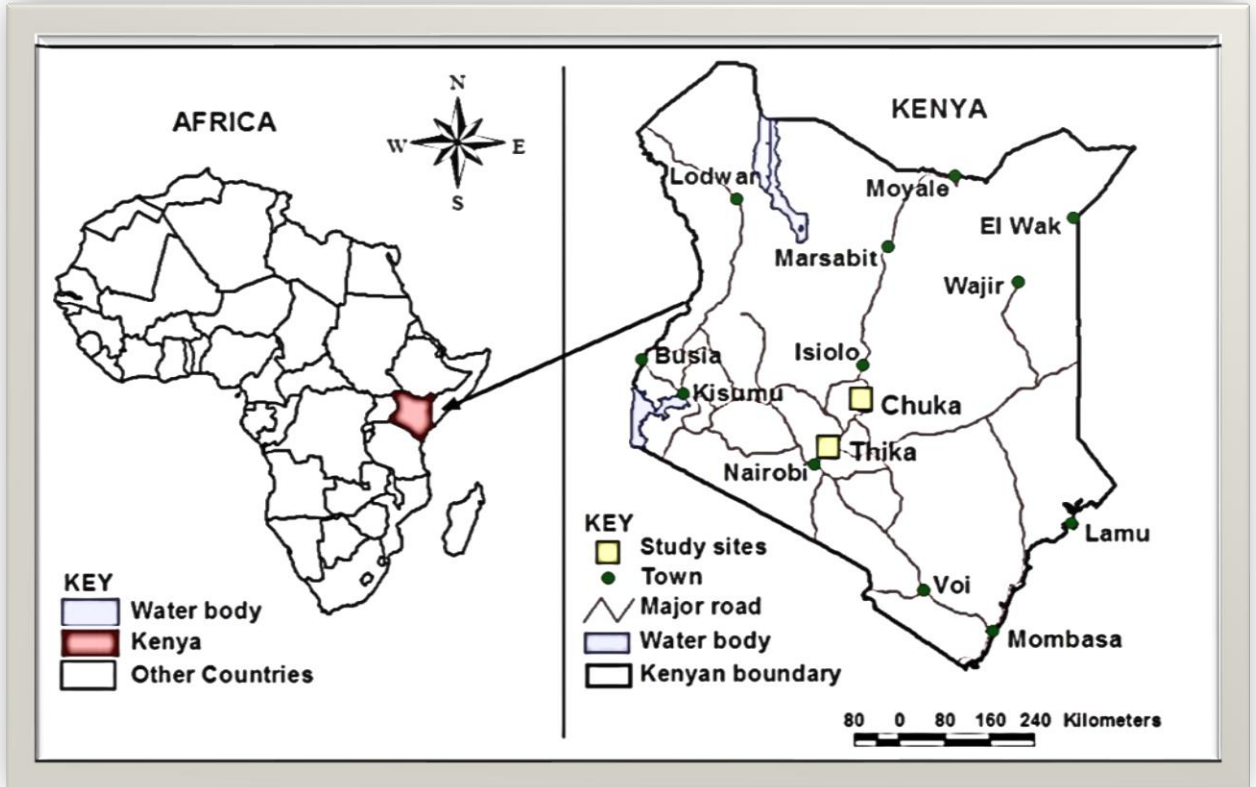 AFRICA
N
W
E
S
KEY
Water body
Kenya
Other Countries
KENYA
Lodwar
Moyale
El Wak
Marsabit
Wajir
Busia
Isiolo
Kisumu
Chuka
Thika
Nairobi
Lamu
Voi
Mombasa
KEY
Study sites
Town
Major road
Water body
Kenyan boundary
80 0 80 160 240 Kilometers